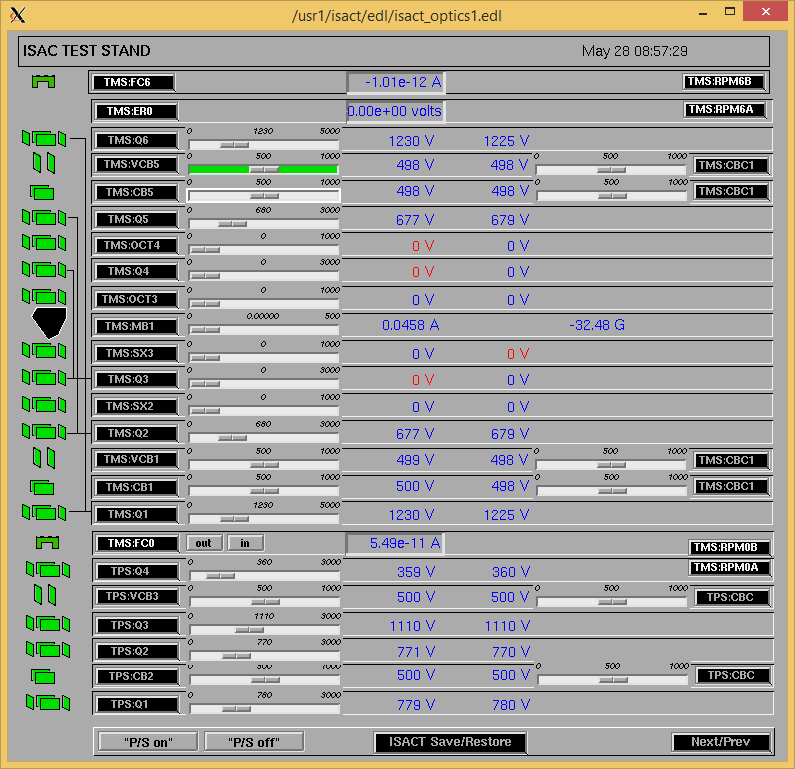 /usr1/isact/edl/isact_optics1.edl
ISAC TEST STAND May 28 08:57:29
TMS:FC6 -1.01e-12 A TMS:RPM6B
TMS:ER0 0.00e+00 volts TMS:RPM6A
TMS:Q6 0 1230 5000 1230 V 1225 V
TMS:VCB5 0 500 1000 498 V 498 V 0 500 1000 TMS:CBC1
TMS:CB5 0 500 1000 498 V 498 V 0 500 1000 TMS:CBC1
TMS:Q5 0 680 3000 677 V 679 V
TMS:OCT4 0 0 1000 0 V 0 V
TMS:Q4 0 0 3000 0 V 0 V
TMS:OCT3 0 0 1000 0 V 0 V
TMS:MB1 0 0.00000 500 0.0458 A -32.48 G
TMS:SX3 0 0 1000 0 V 0 V
TMS:Q3 0 0 3000 0 V 0 V
TMS:SX2 0 0 1000 0 V 0 V
TMS:Q2 0 680 3000 677 V 679 V
TMS:VCB1 0 500 1000 499 V 498 V 0 500 1000 TMS:CBC1
TMS:CB1 0 500 1000 500 V 498 V 0 500 1000 TMS:CBC1
TMS:Q1 0 1230 5000 1230 V 1225 V
TMS:FC0 out in 5.49e-11 A TMS:RPM0B
TPS:Q4 0 360 3000 359 V 360 V TMS:RPM0A
TPS:VCB3 0 500 1000 500 V 500 V 0 500 1000 TPS:CBC
TPS:Q3 0 1110 3000 1110 V 1110 V
TPS:Q2 0 770 3000 771 V 770 V
TPS:CB2 0 500 1000 500 V 500 V 0 500 1000 TPS:CBC
TPS:Q1 0 780 3000 779 V 780 V
"P/S on" "P/S off" ISACT Save/Restore Next/Prev